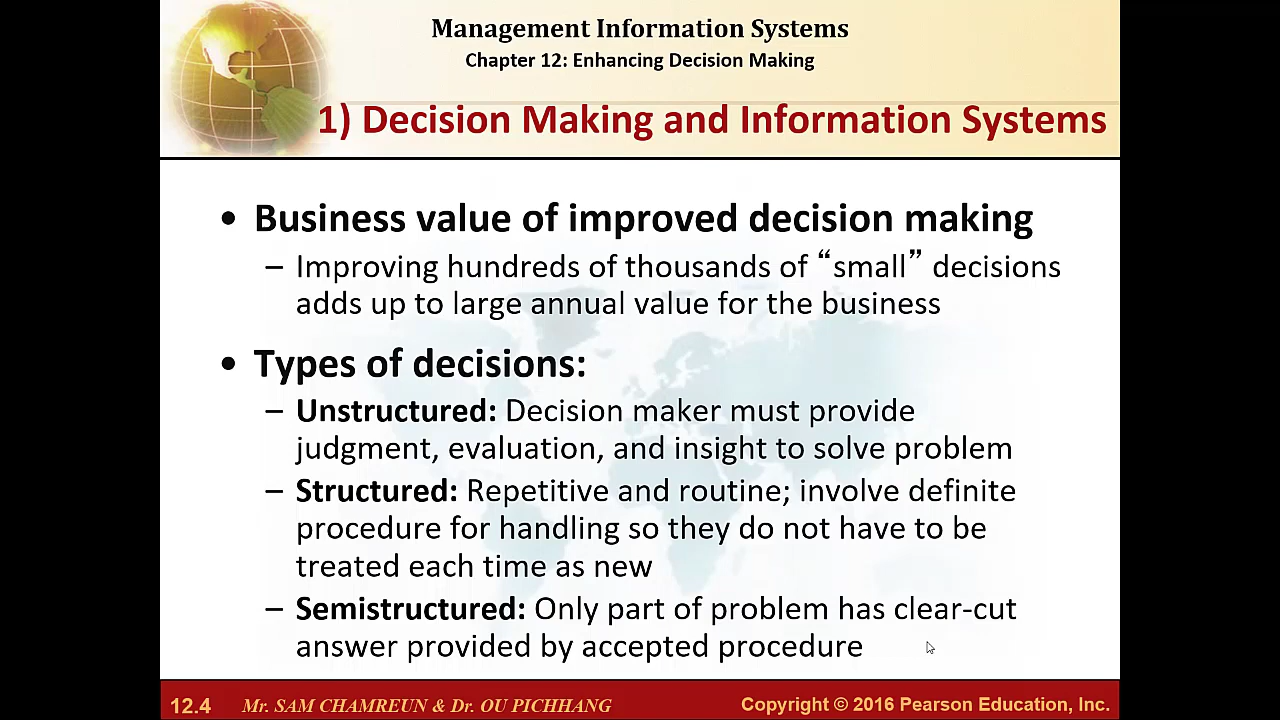 Management Information Systems
Chapter 12: Enhancing Decision Making
1) Decision Making and Information Systems
• Business value of improved decision making
– Improving hundreds of thousands of “small” decisions
adds up to large annual value for the business
• Types of decisions:
– Unstructured: Decision maker must provide
judgment, evaluation, and insight to solve problem
– Structured: Repetitive and routine; involve definite
procedure for handling so they do not have to be
treated each time as new
– Semistructured: Only part of problem has clear-cut
answer provided by accepted procedure
12.4 Mr. SAM CHAMREUN & Dr. OU PICHHANG Copyright © 2016 Pearson Education, Inc.